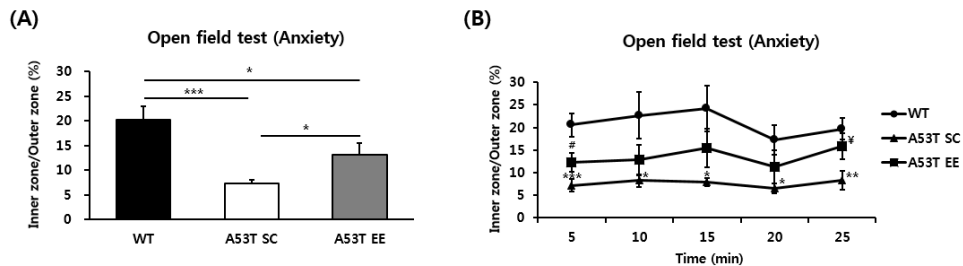 (A)
Open field test (Anxiety)
Inner zone/Outer zone (%)
30
25
20
15
10
5
0
*
***
*
WT
A53T SC
A53T EE
(B)
Open field test (Anxiety)
Inner zone/Outer zone (%)
30
25
20
15
10
5
0
#
***
*
*
*
¥
**
5
10
15
20
25
Time (min)
WT
A53T SC
A53T EE